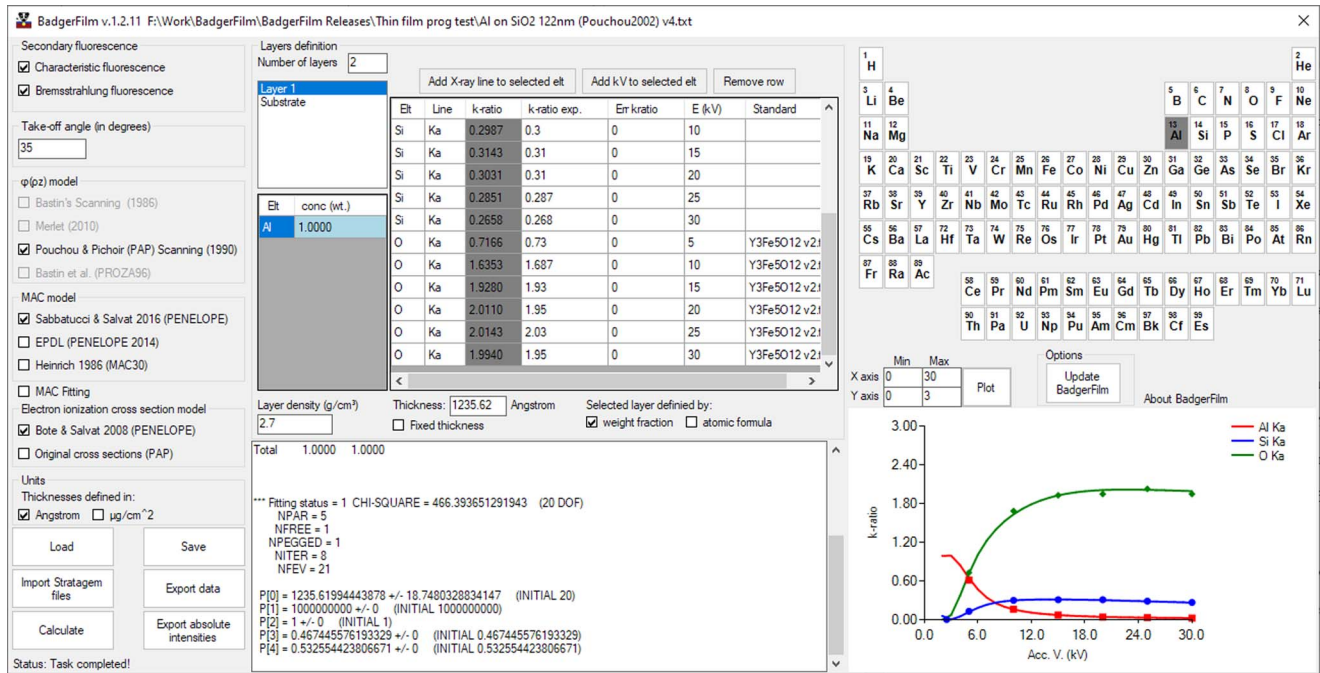 BadgerFilm v.1.2.11 F:\Work\BadgerFilm\BadgerFilm Releases\Thin film prog test\Al on SiO2 122nm (Pouchou2002) v4.txt
Secondary fluorescence
Characteristic fluorescence
Bremsstrahlung fluorescence
Take-off angle (in degrees)
35
φ(ρz) model
Bastin's Scanning (1986)
Merlet (2010)
Pouchou & Pichoir (PAP) Scanning (1990)
Bastin et al. (PROZA96)
MAC model
Sabbatucci & Salvat 2016 (PENELOPE)
EPDL (PENELOPE 2014)
Heinrich 1986 (MAC30)
MAC Fitting
Electron ionization cross section model
Bote & Salvat 2008 (PENELOPE)
Original cross sections (PAP)
Units
Thicknesses defined in:
Angstrom µg/cm^2
Load Save
Import Stratagem files Export data
Calculate Export absolute intensities
Status: Task completed!
Layers definition
Number of layers 2
Layer 1
Substrate
Elt conc (wt.)
Al 1.0000
Add X-ray line to selected elt Add kV to selected elt Remove row
Elt Line k-ratio k-ratio exp. Err kratio E (kV) Standard
Si Ka 0.2987 0.3 0 10
Si Ka 0.3143 0.31 0 15
Si Ka 0.3031 0.31 0 20
Si Ka 0.2851 0.287 0 25
Si Ka 0.2658 0.268 0 30
O Ka 0.7166 0.73 0 5 Y3Fe5O12 v2.t
O Ka 1.6353 1.687 0 10 Y3Fe5O12 v2.t
O Ka 1.9280 1.93 0 15 Y3Fe5O12 v2.t
O Ka 2.0110 1.95 0 20 Y3Fe5O12 v2.t
O Ka 2.0143 2.03 0 25 Y3Fe5O12 v2.t
O Ka 1.9940 1.95 0 30 Y3Fe5O12 v2.t
Layer density (g/cm³)
2.7
Thickness: 1235.62 Angstrom
Fixed thickness
Selected layer definied by:
weight fraction atomic formula
Total 1.0000 1.0000
*** Fitting status = 1 CHI-SQUARE = 466.393651291943 (20 DOF)
NPAR = 5
NFREE = 1
NPEGGED = 1
NITER = 8
NFEV = 21
P[0] = 1235.61994443878 +/- 18.7480328834147 (INITIAL 20)
P[1] = 1000000000 +/- 0 (INITIAL 1000000000)
P[2] = 1 +/- 0 (INITIAL 1)
P[3] = 0.467445576193329 +/- 0 (INITIAL 0.467445576193329)
P[4] = 0.532554423806671 +/- 0 (INITIAL 0.532554423806671)
1 H 2 He
3 Li 4 Be 5 B 6 C 7 N 8 O 9 F 10 Ne
11 Na 12 Mg 13 Al 14 Si 15 P 16 S 17 Cl 18 Ar
19 K 20 Ca 21 Sc 22 Ti 23 V 24 Cr 25 Mn 26 Fe 27 Co 28 Ni 29 Cu 30 Zn 31 Ga 32 Ge 33 As 34 Se 35 Br 36 Kr
37 Rb 38 Sr 39 Y 40 Zr 41 Nb 42 Mo 43 Tc 44 Ru 45 Rh 46 Pd 47 Ag 48 Cd 49 In 50 Sn 51 Sb 52 Te 53 I 54 Xe
55 Cs 56 Ba 57 La 72 Hf 73 Ta 74 W 75 Re 76 Os 77 Ir 78 Pt 79 Au 80 Hg 81 Tl 82 Pb 83 Bi 84 Po 85 At 86 Rn
87 Fr 88 Ra 89 Ac
58 Ce 59 Pr 60 Nd 61 Pm 62 Sm 63 Eu 64 Gd 65 Tb 66 Dy 67 Ho 68 Er 69 Tm 70 Yb 71 Lu
90 Th 91 Pa 92 U 93 Np 94 Pu 95 Am 96 Cm 97 Bk 98 Cf 99 Es
Min Max
X axis 0 30
Y axis 0 3
Plot
Options
Update BadgerFilm
About BadgerFilm
3.00
2.40
1.80
1.20
0.60
0.00
k-ratio
0.0 6.0 12.0 18.0 24.0 30.0
Acc. V. (kV)
Al Ka
Si Ka
O Ka